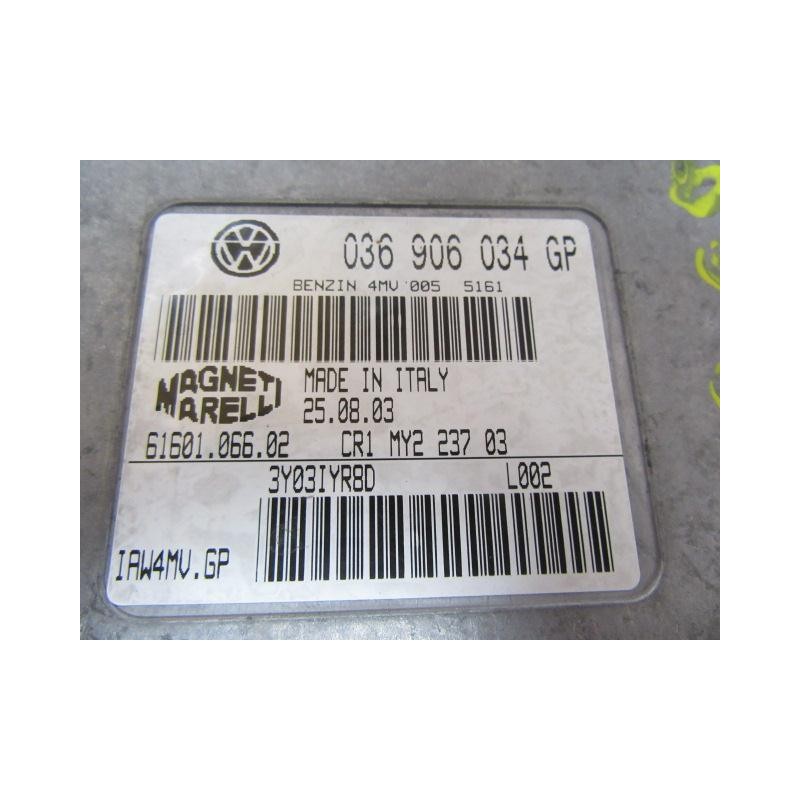 036 906 034 GP
BENZIN 4MV 005 5161
MAGNETI MARELLI
MADE IN ITALY
25.08.03
61601.066.02 CR1 MY2 237 03
3Y03IYR8D L002
IAW4MV.GP